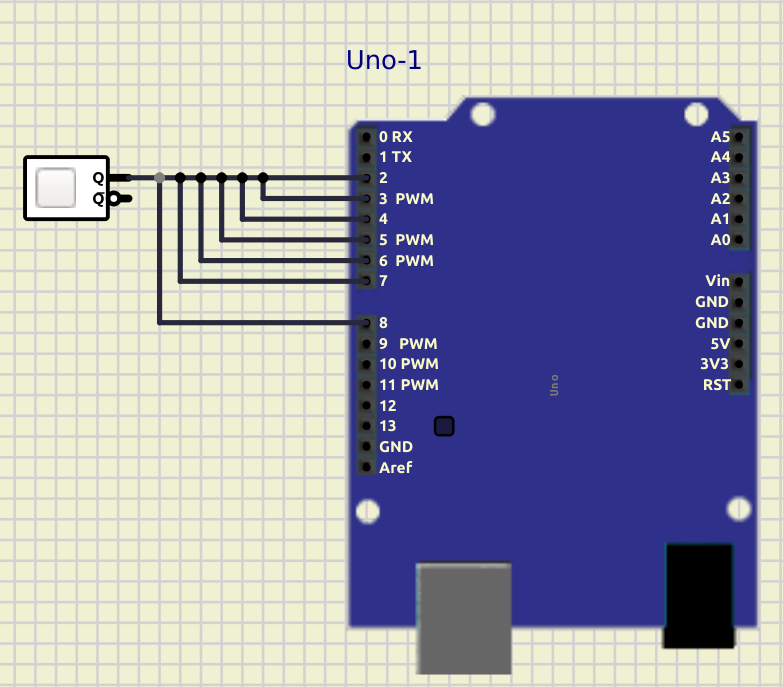 Uno-1
Q
Q
0 RX
1 TX
2
3 PWM
4
5 PWM
6 PWM
7
8
9 PWM
10 PWM
11 PWM
12
13
GND
Aref
A5
A4
A3
A2
A1
A0
Vin
GND
GND
5V
3V3
RST
Uno